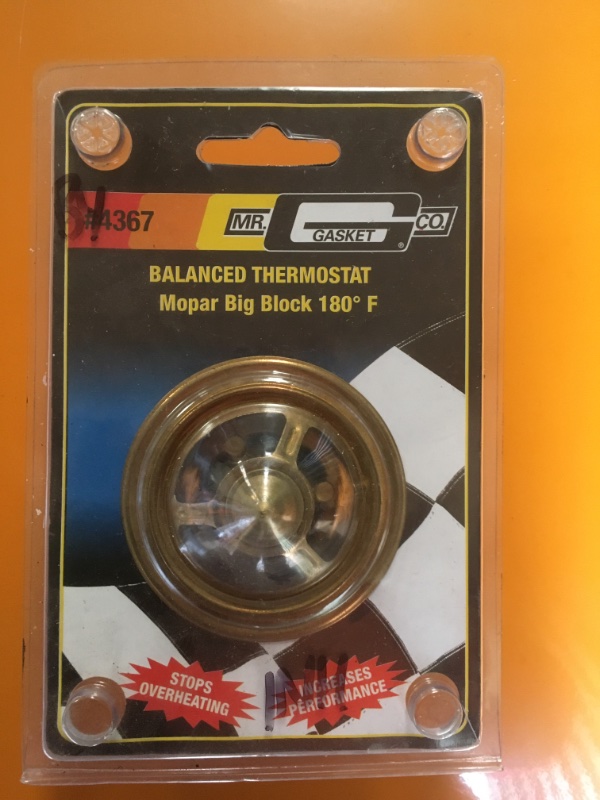 #4367
MR. GASKET CO.
®
BALANCED THERMOSTAT
Mopar Big Block 180° F
STOPS
OVERHEATING
INCREASES
PERFORMANCE